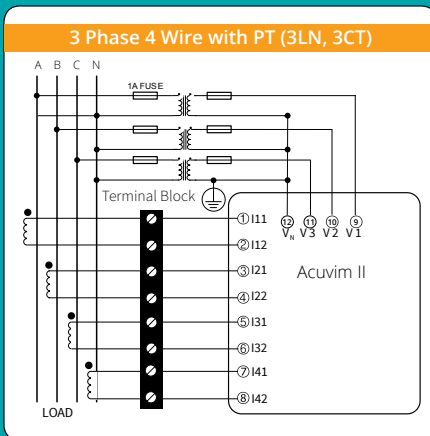 3 Phase 4 Wire with PT (3LN, 3CT)
A B C N
1A FUSE
Terminal Block
12 11 10 9
VN V3 V2 V1
Acuvim II
1 I11
2 I12
3 I21
4 I22
5 I31
6 I32
7 I41
8 I42
LOAD